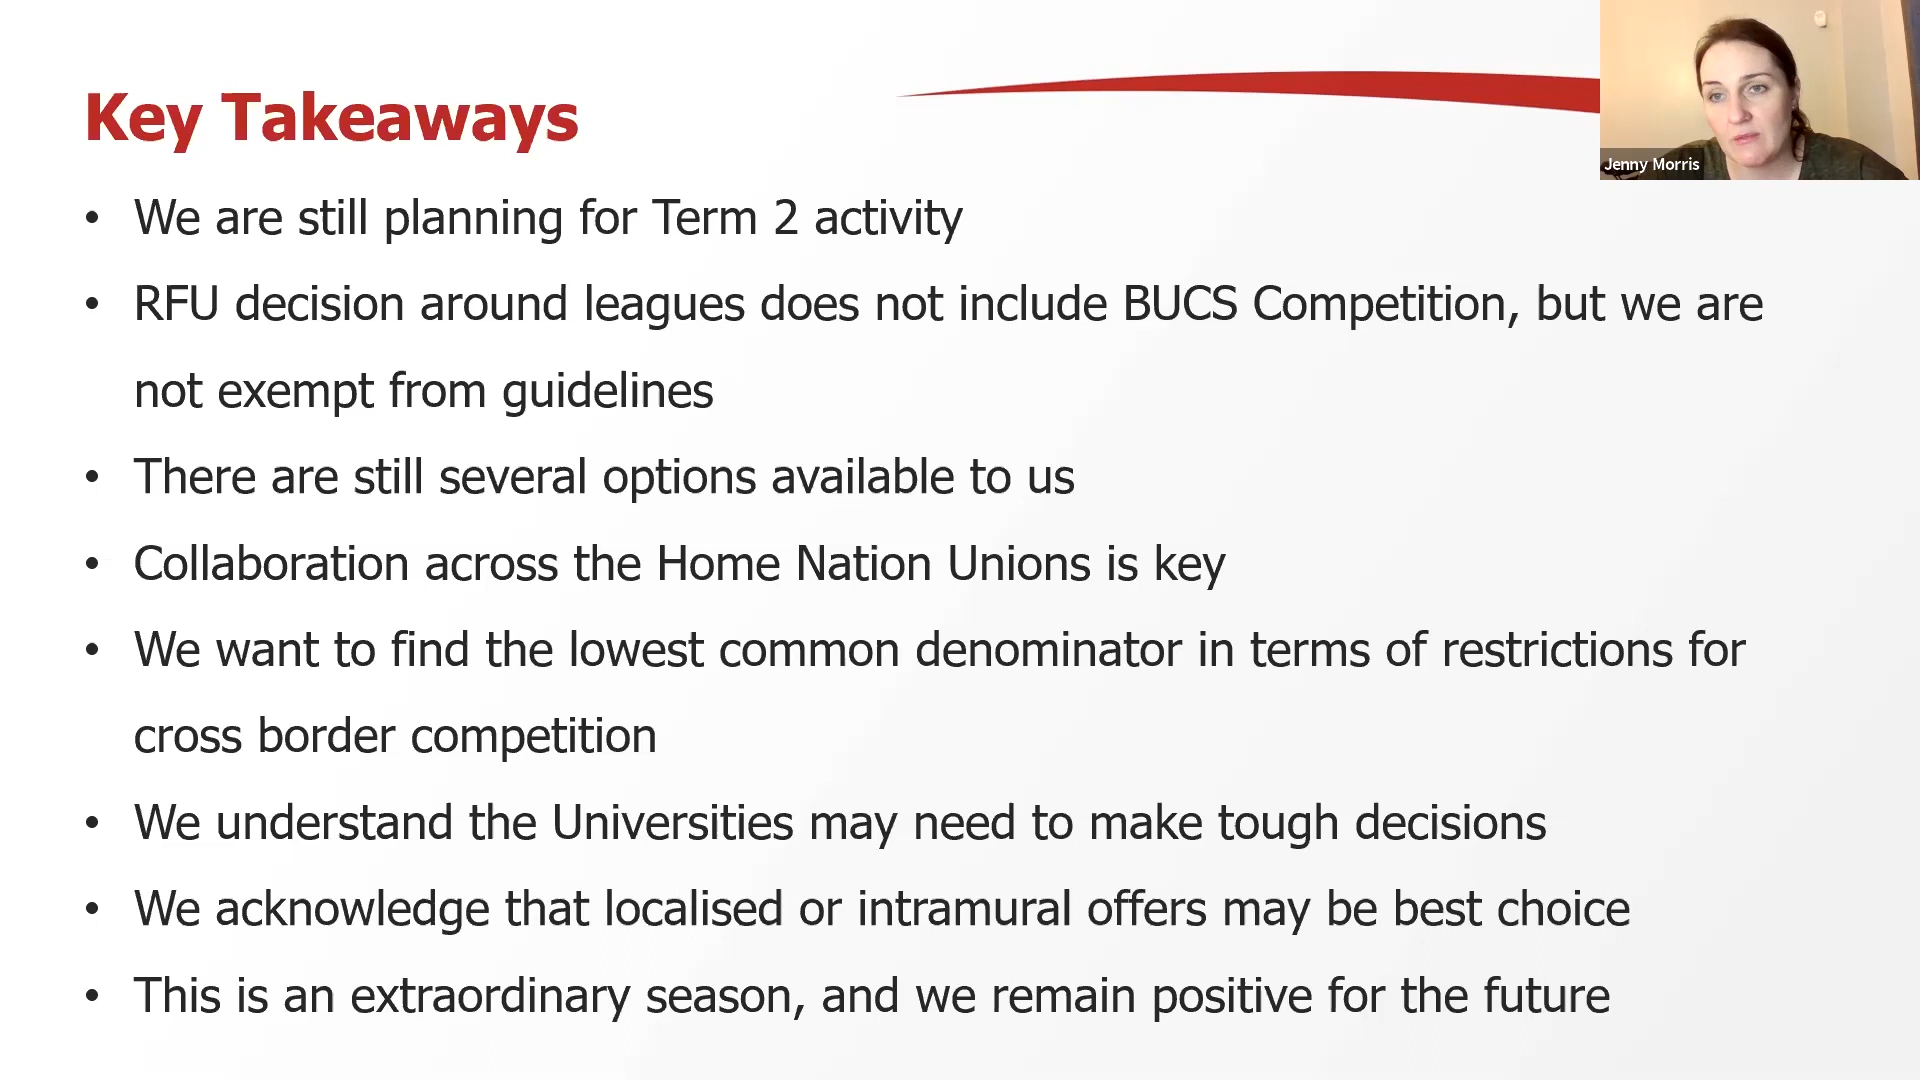 Key Takeaways
Jenny Morris
• We are still planning for Term 2 activity
• RFU decision around leagues does not include BUCS Competition, but we are
not exempt from guidelines
• There are still several options available to us
• Collaboration across the Home Nation Unions is key
• We want to find the lowest common denominator in terms of restrictions for
cross border competition
• We understand the Universities may need to make tough decisions
• We acknowledge that localised or intramural offers may be best choice
• This is an extraordinary season, and we remain positive for the future